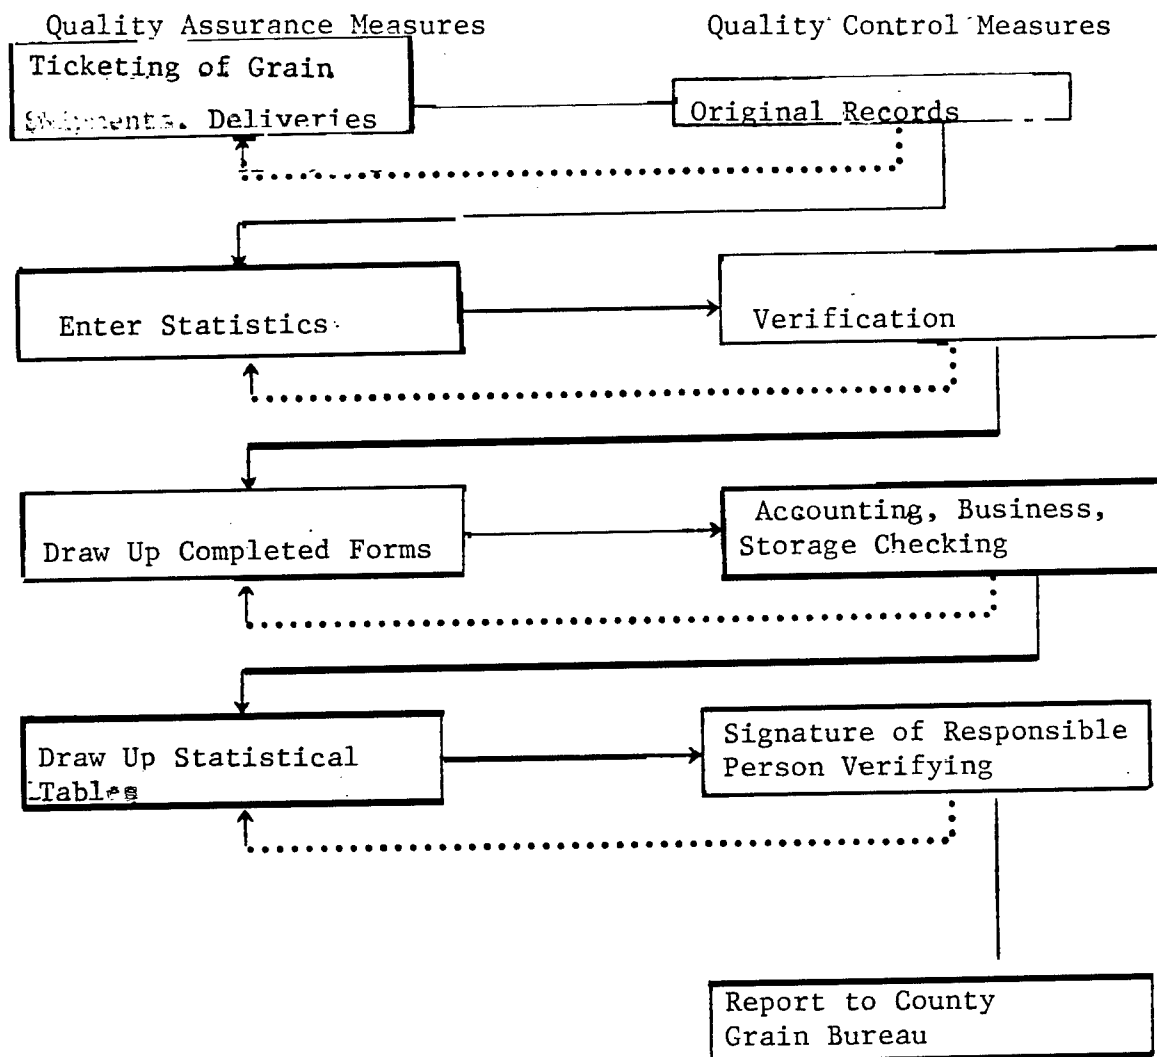 Quality Assurance Measures
Quality Control Measures
Ticketing of Grain
Shipments. Deliveries
Original Records
Enter Statistics
Verification
Draw Up Completed Forms
Accounting, Business,
Storage Checking
Draw Up Statistical
Tables
Signature of Responsible
Person Verifying
Report to County
Grain Bureau